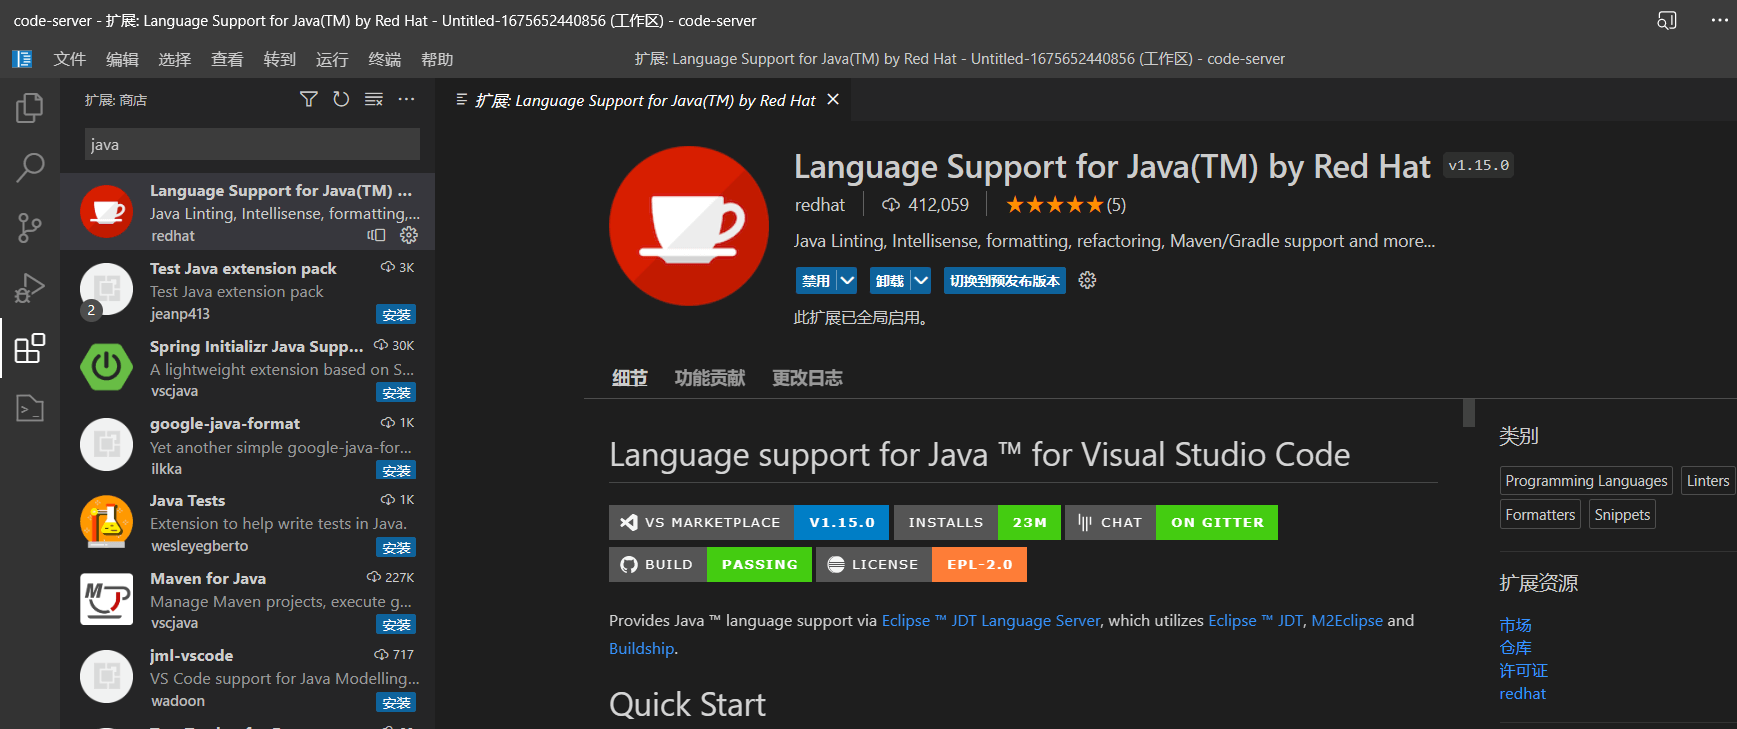 code-server - 扩展: Language Support for Java(TM) by Red Hat - Untitled-1675652440856 (工作区) - code-server
文件 编辑 选择 查看 转到 运行 终端 帮助
扩展: Language Support for Java(TM) by Red Hat - Untitled-1675652440856 (工作区) - code-server
扩展: 商店
java
Language Support for Java(TM) ...
Java Linting, Intellisense, formatting,...
redhat
Test Java extension pack 3K
Test Java extension pack
2
jeanp413 安装
Spring Initializr Java Supp... 30K
A lightweight extension based on S...
vscjava 安装
google-java-format 1K
Yet another simple google-java-for...
ilkka 安装
Java Tests 1K
Extension to help write tests in Java.
wesleyegberto 安装
Maven for Java 227K
Manage Maven projects, execute g...
vscjava 安装
jml-vscode 717
VS Code support for Java Modelling...
wadoon 安装
扩展: Language Support for Java(TM) by Red Hat
Language Support for Java(TM) by Red Hat v1.15.0
redhat 412,059 ★★★★★(5)
Java Linting, Intellisense, formatting, refactoring, Maven/Gradle support and more...
禁用 卸载 切换到预发布版本
此扩展已全局启用。
细节 功能贡献 更改日志
Language support for Java ™ for Visual Studio Code
VS MARKETPLACE V1.15.0 INSTALLS 23M CHAT ON GITTER
BUILD PASSING LICENSE EPL-2.0
Provides Java ™ language support via Eclipse ™ JDT Language Server, which utilizes Eclipse ™ JDT, M2Eclipse and
Buildship.
Quick Start
类别
Programming Languages Linters
Formatters Snippets
扩展资源
市场
仓库
许可证
redhat